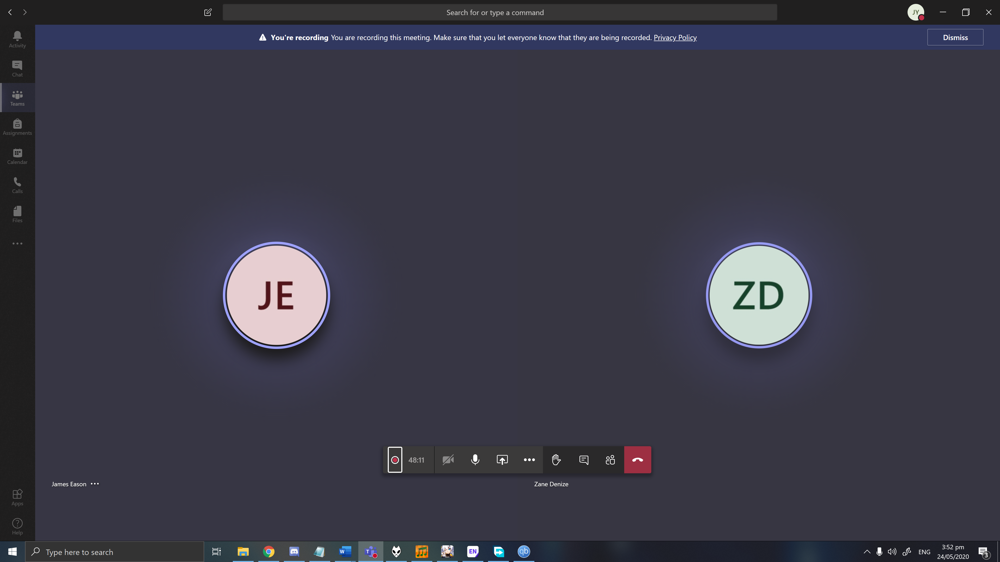 Search for or type a command
JY
You're recording You are recording this meeting. Make sure that you let everyone know that they are being recorded. Privacy Policy
Dismiss
Activity
Chat
Teams
Assignments
Calendar
Calls
Files
JE
ZD
48:11
James Eason
Zane Denize
Apps
Help
Type here to search
W
T
EN
qb
ENG
3:52 pm
24/05/2020
3